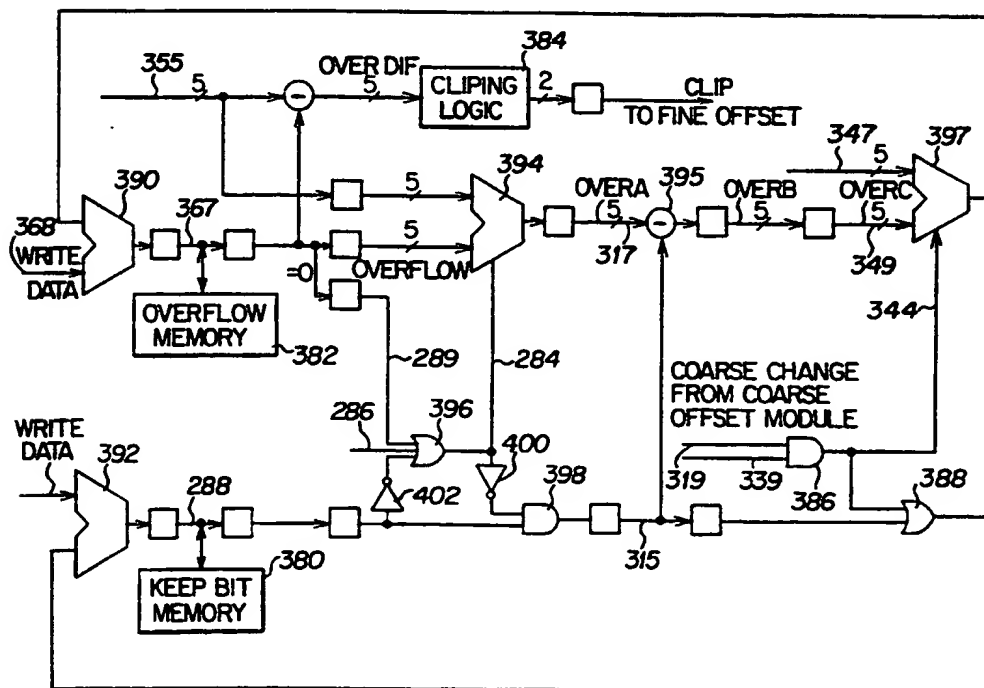 384
355
5
OVER DIF
5
CLIPING
LOGIC
2
CLIP
TO FINE OFFSET
397
347
5
390
394
368
367
5
OVERA
395
OVERB
OVERC
WRITE
DATA
5
5
5
5
317
349
=0
OVERFLOW
OVERFLOW
MEMORY
382
344
289
284
COARSE CHANGE
FROM COARSE
OFFSET MODULE
286
396
400
WRITE
DATA
392
398
319
339
386
388
288
402
315
KEEP BIT
MEMORY
380